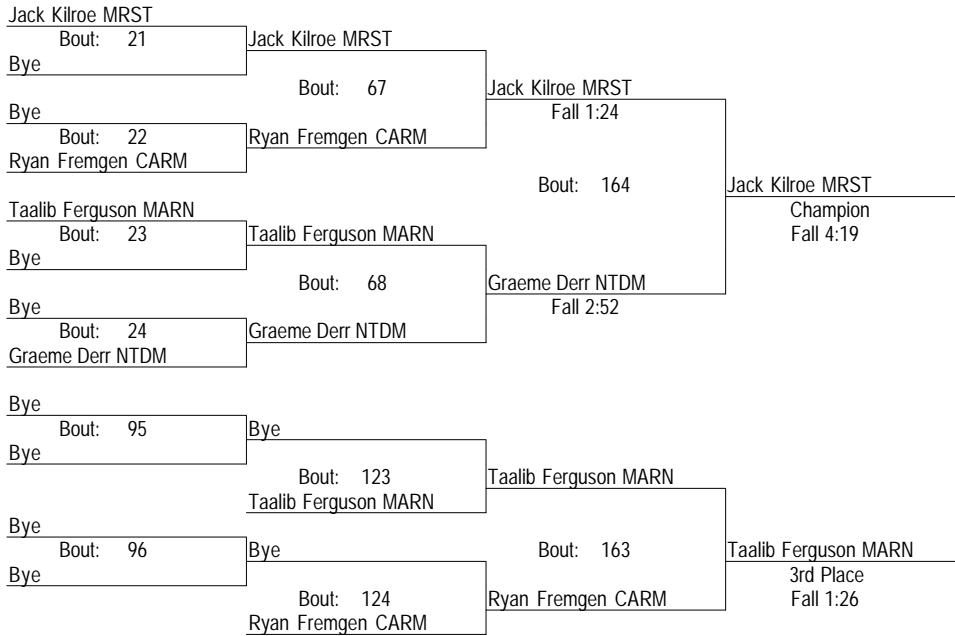 Jack Kilroe MRST
Bout: 21
Jack Kilroe MRST
Bye
Bout: 67
Jack Kilroe MRST
Bye
Fall 1:24
Bout: 22
Ryan Fremgen CARM
Ryan Fremgen CARM
Bout: 164
Jack Kilroe MRST
Taalib Ferguson MARN
Champion
Bout: 23
Taalib Ferguson MARN
Fall 4:19
Bye
Bout: 68
Graeme Derr NTDM
Bye
Fall 2:52
Bout: 24
Graeme Derr NTDM
Graeme Derr NTDM
Bye
Bout: 95
Bye
Bye
Bout: 123
Taalib Ferguson MARN
Taalib Ferguson MARN
Bye
Bout: 96
Bye
Bout: 163
Taalib Ferguson MARN
Bye
3rd Place
Bout: 124
Ryan Fremgen CARM
Fall 1:26
Ryan Fremgen CARM